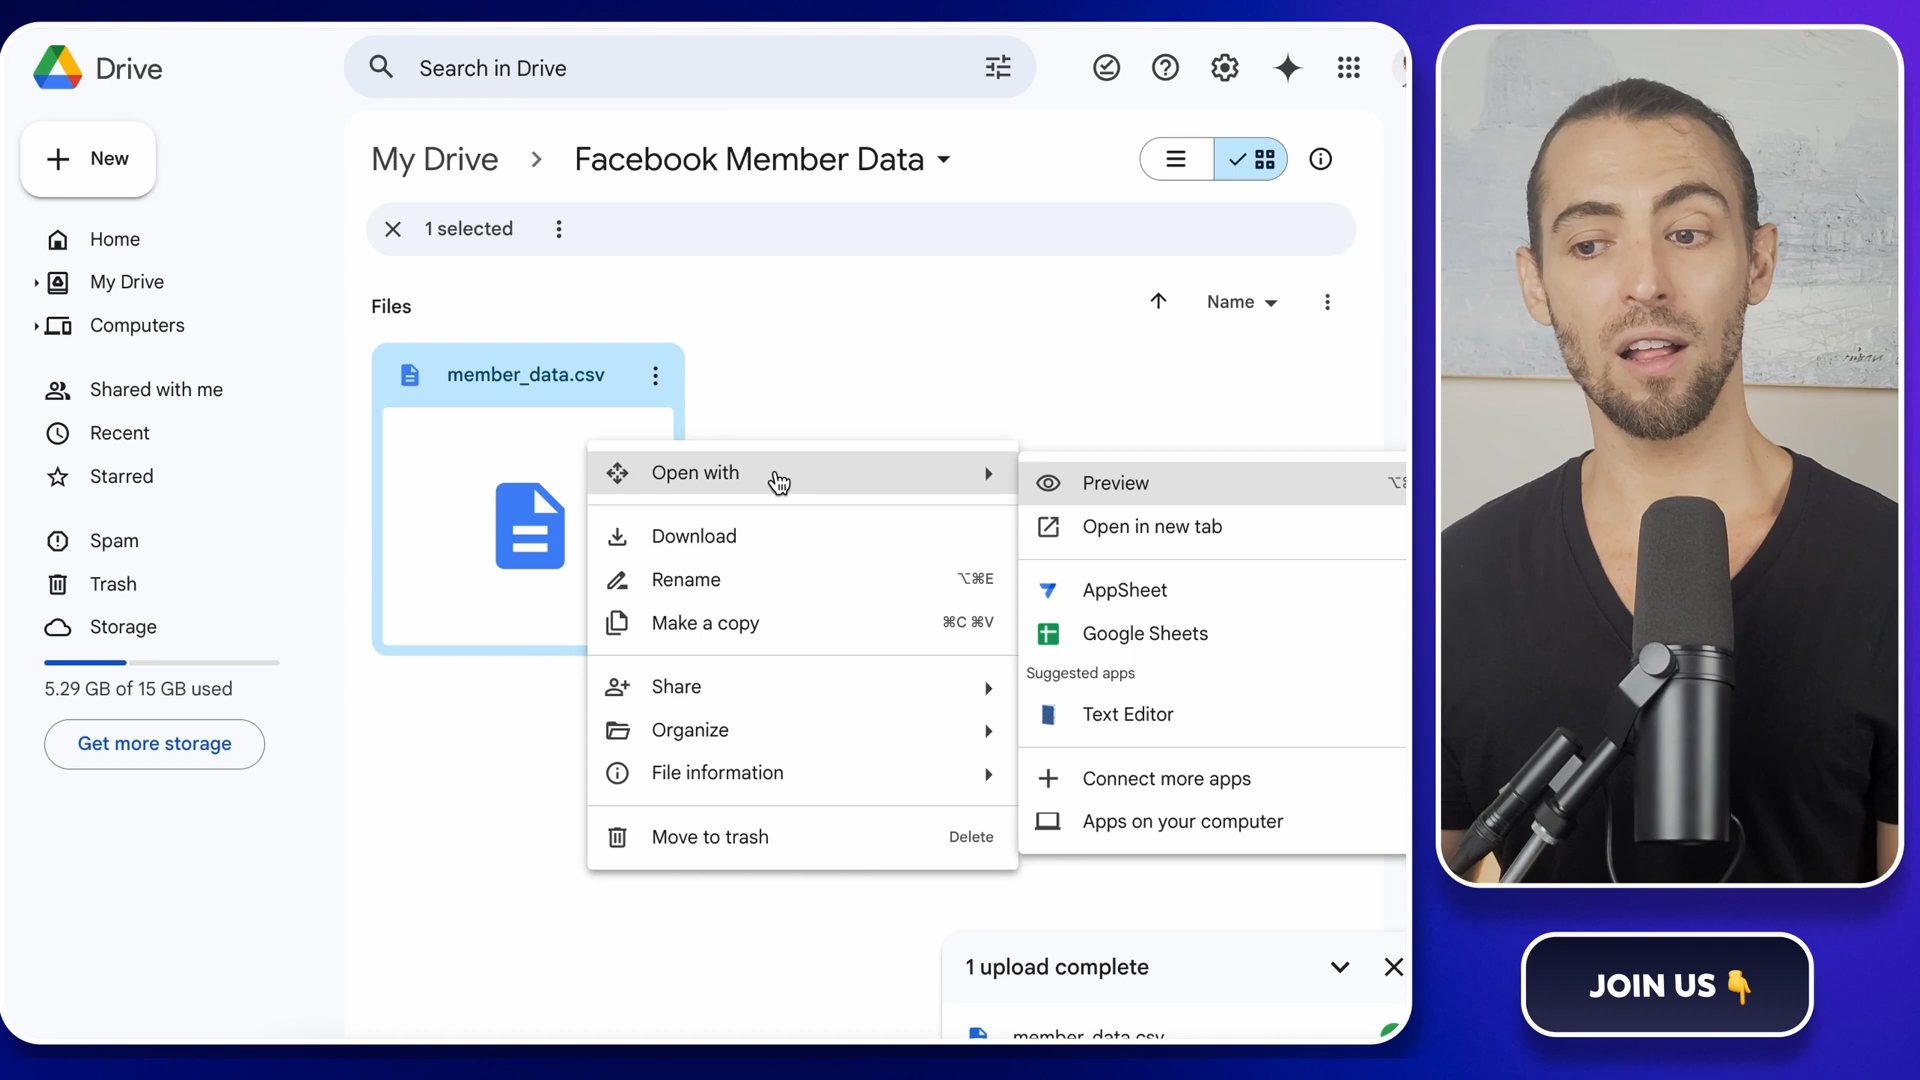 Drive
Search in Drive
New
My Drive
Facebook Member Data
1 selected
Home
My Drive
Computers
Shared with me
Recent
Starred
Spam
Trash
Storage
5.29 GB of 15 GB used
Get more storage
Files
Name
member_data.csv
Open with
Download
Rename ⌥⌘E
Make a copy ⌘C ⌘V
Share
Organize
File information
Move to trash Delete
Preview
Open in new tab
AppSheet
Google Sheets
Suggested apps
Text Editor
Connect more apps
Apps on your computer
1 upload complete
member_data.csv
JOIN US 👇